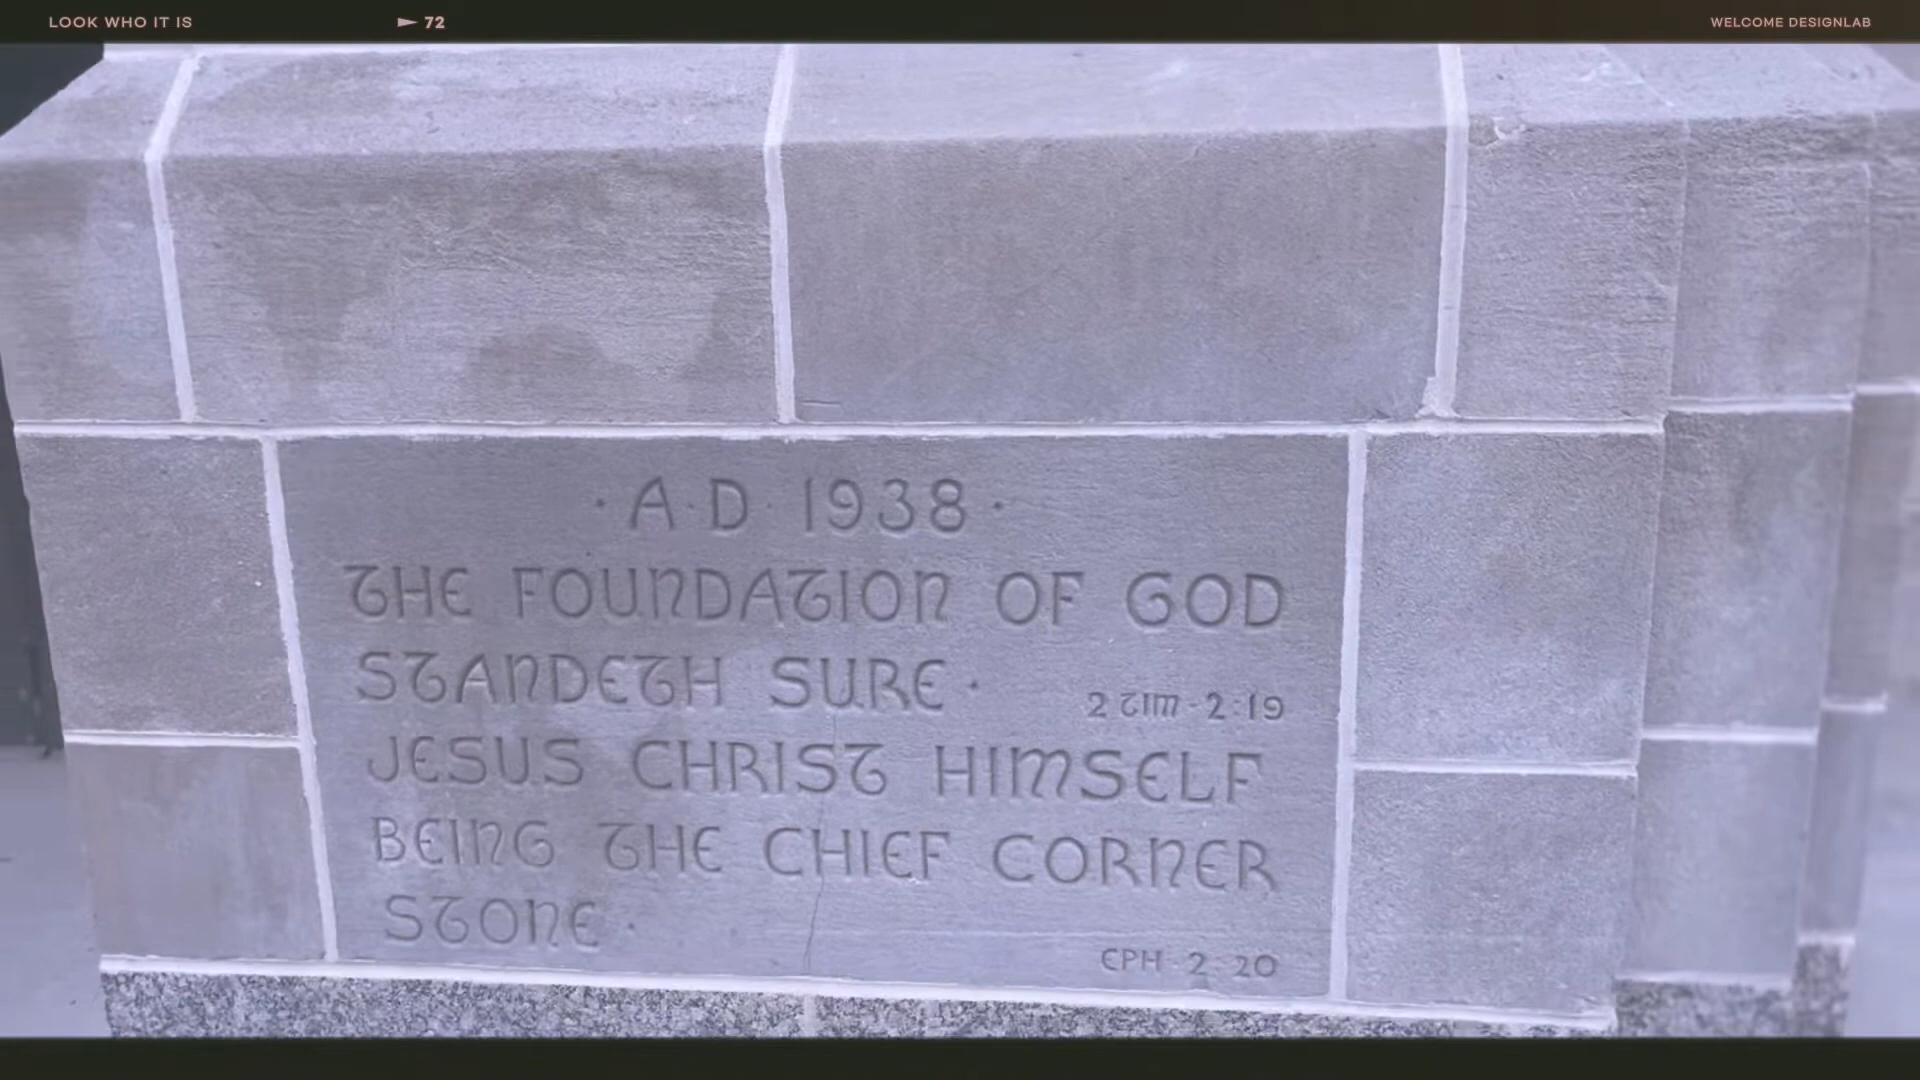 LOOK WHO IT IS
72
WELCOME DESIGNLAB
· A · D · 1938 ·
THE FOUNDATION OF GOD
STANDETH SURE ·
2 TIM · 2:19
JESUS CHRIST HIMSELF
BEING THE CHIEF CORNER
STONE ·
EPH · 2:20